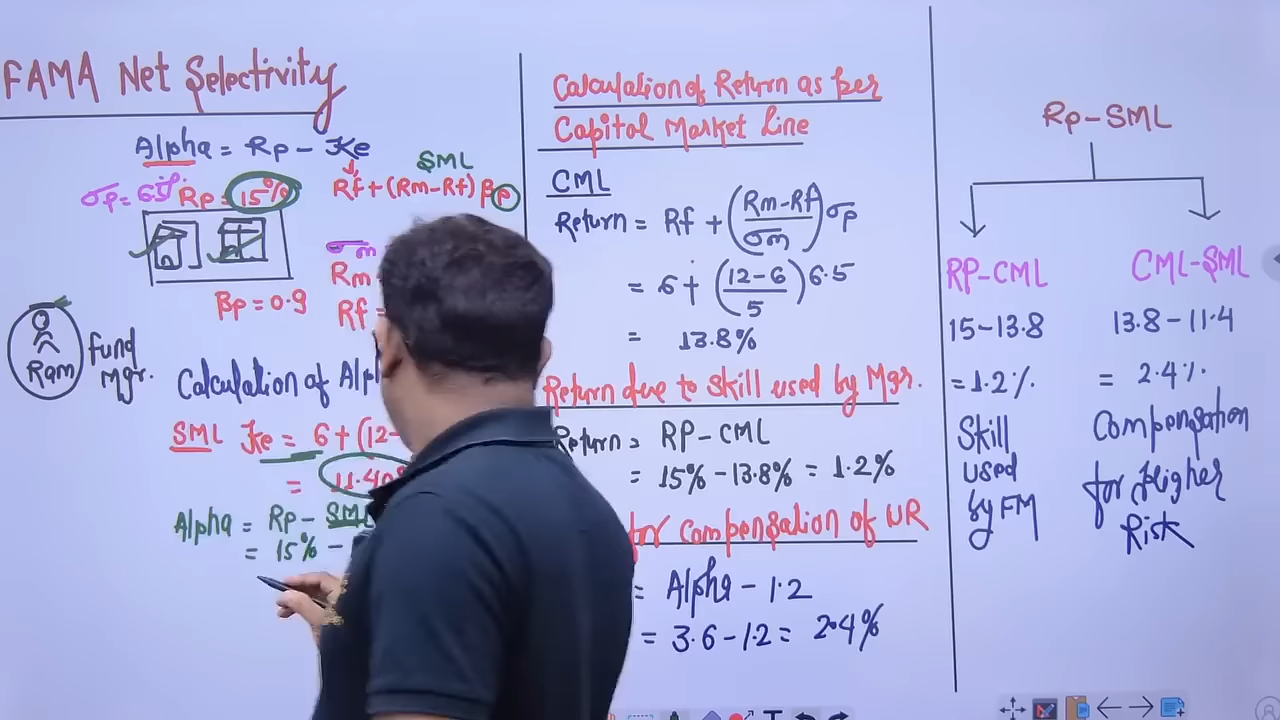 FAMA Net Selectivity
Alpha = Rp - Ke
SML
σp = 6.5% Rp = 15%
Rf + (Rm - Rf) βp
σm
Rm
Rf =
βp = 0.9
Ram
Fund
Mgr.
Calculation of Alp
SML Ke = 6 + (12-
= 11.40
Alpha = Rp - SML
= 15% -
Calculation of Return as per
Capital Market Line
CML
Return = Rf + (Rm - Rf / σm) σp
= 6 + (12 - 6 / 5) 6.5
= 13.8%
Return due to skill used by Mgr.
Return = RP - CML
= 15% - 13.8% = 1.2%
for Compensation of UR
= Alpha - 1.2
= 3.6 - 1.2 = 2.4%
Rp - SML
RP - CML
15 - 13.8
= 1.2%
Skill
used
by FM
CML - SML
13.8 - 11.4
= 2.4%
Compensation
for Higher
Risk